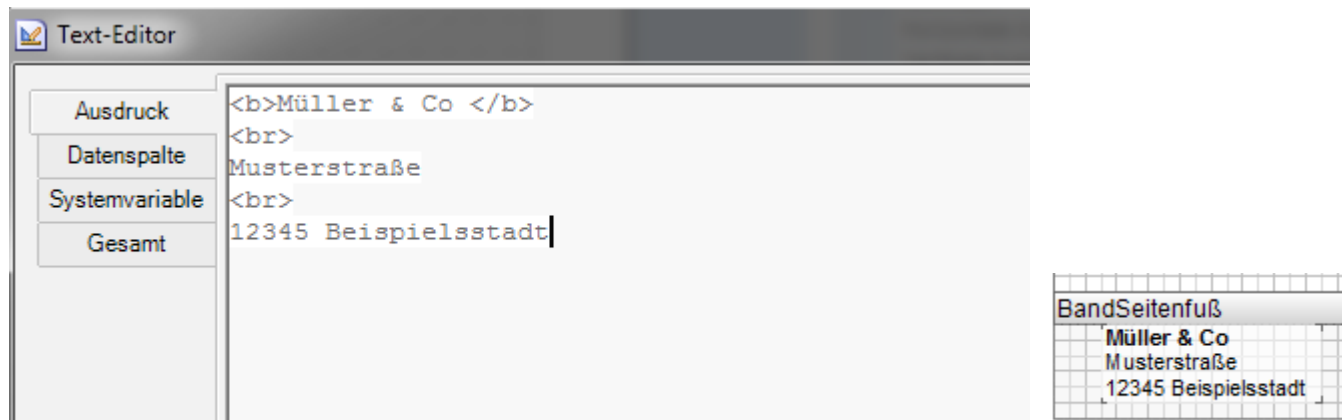 Text-Editor
Ausdruck
Datenspalte
Systemvariable
Gesamt
<b>Müller & Co </b>
<br>
Musterstraße
<br>
12345 Beispielsstadt
BandSeitenfuß
Müller & Co
Musterstraße
12345 Beispielsstadt